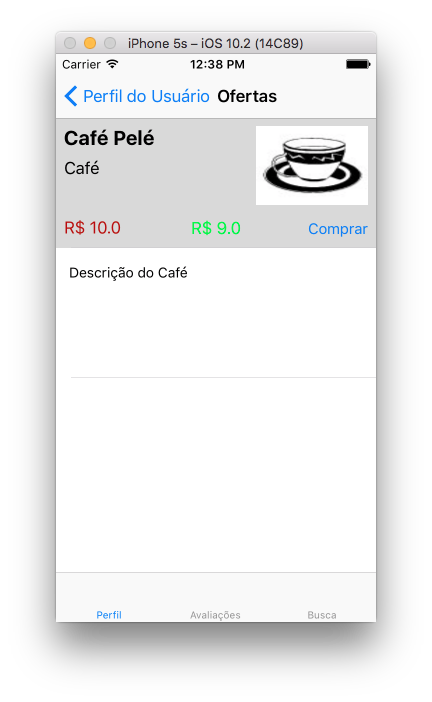 iPhone 5s – iOS 10.2 (14C89)
Carrier 12:38 PM
Perfil do Usuário Ofertas
Café Pelé
Café
R$ 10.0 R$ 9.0 Comprar
Descrição do Café
Perfil Avaliações Busca